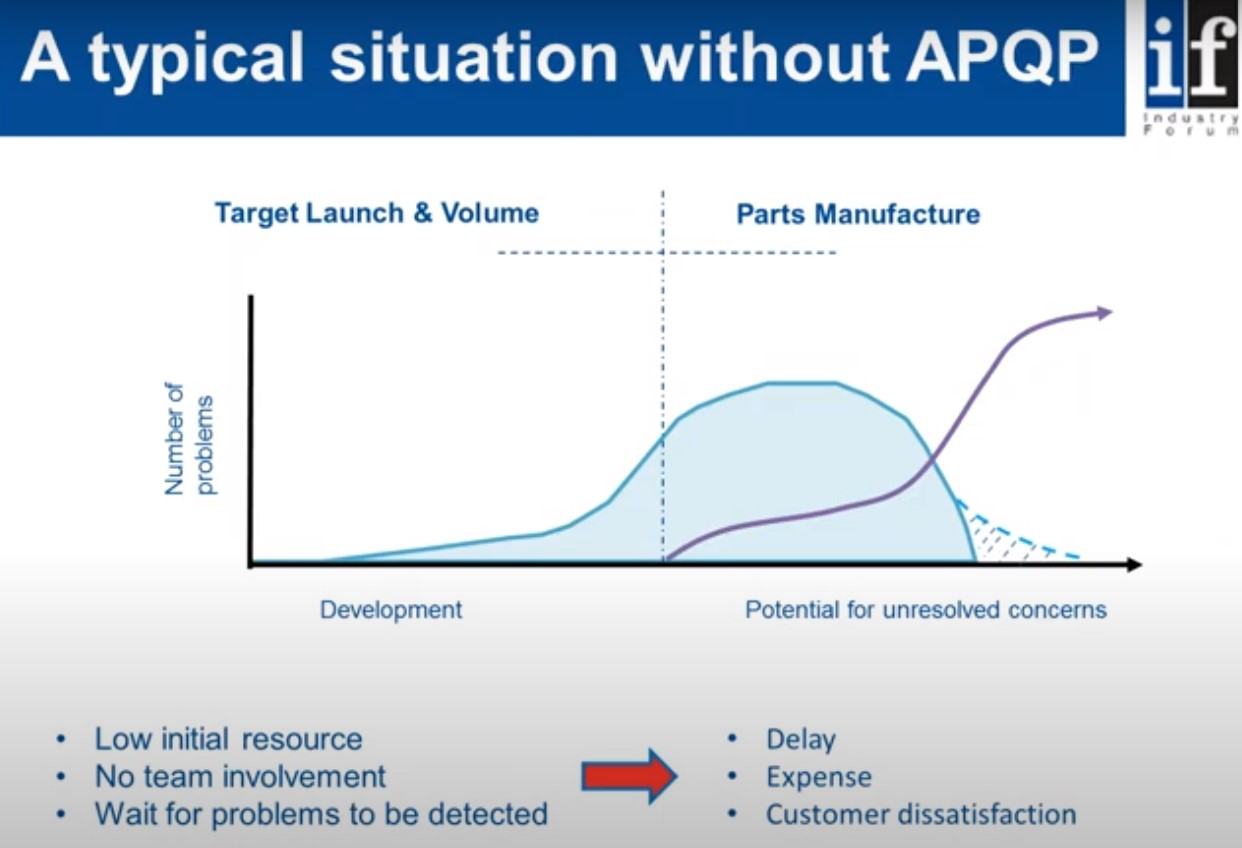 A typical situation without APQP
if
Industry
Forum
Target Launch & Volume
Parts Manufacture
Number of
problems
Development
Potential for unresolved concerns
• Low initial resource
• No team involvement
• Wait for problems to be detected
• Delay
• Expense
• Customer dissatisfaction